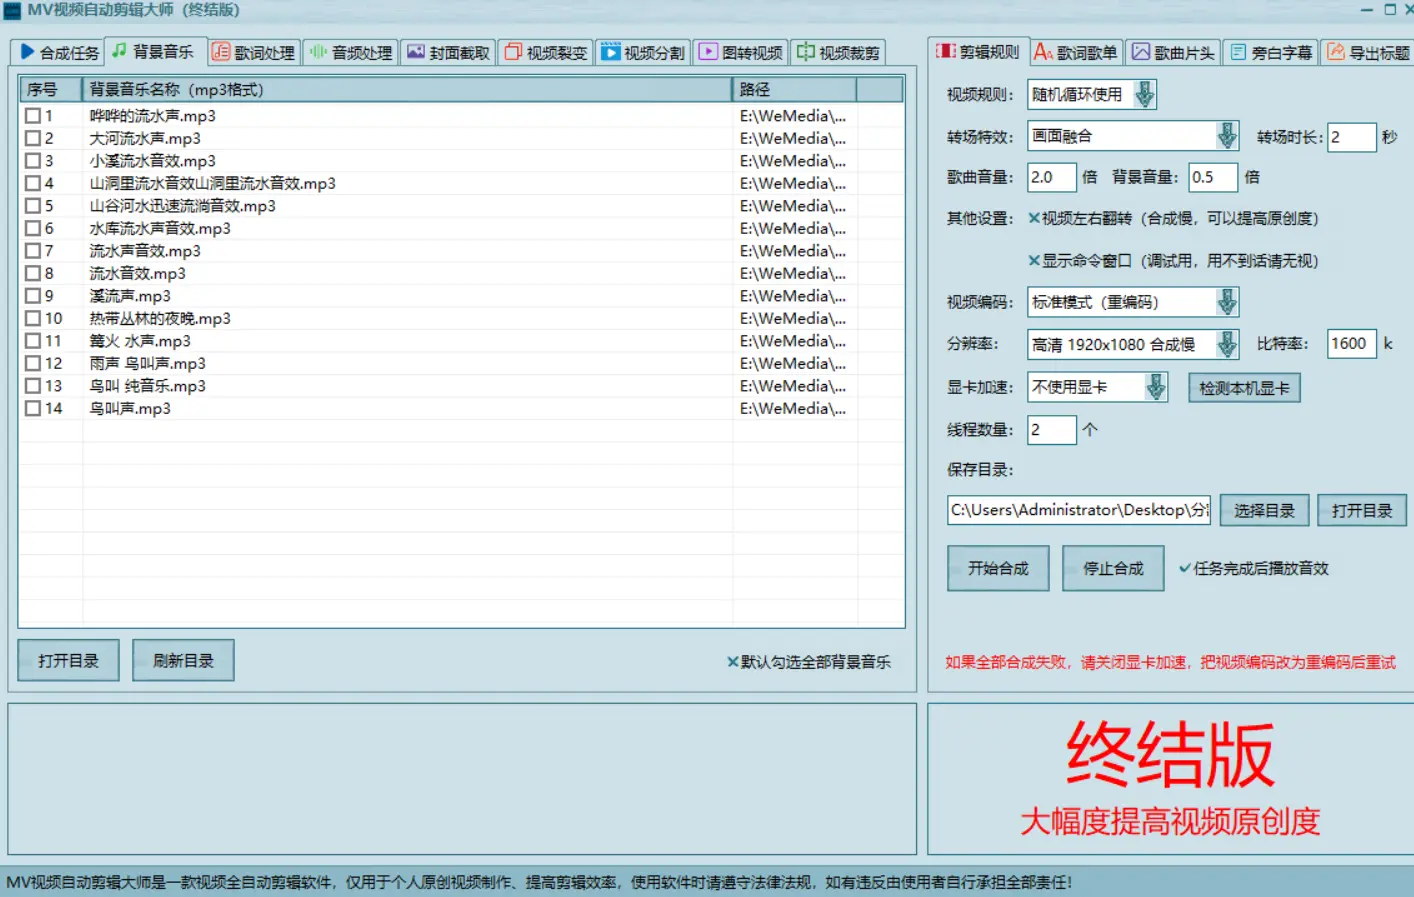 MV视频自动剪辑大师 (终结版)
合成任务 背景音乐 歌词处理 音频处理 封面截取 视频裂变 视频分割 图转视频 视频裁剪
序号 背景音乐名称 (mp3格式) 路径
1 哗哗的流水声.mp3 E:\WeMedia\...
2 大河流水声.mp3 E:\WeMedia\...
3 小溪流水音效.mp3 E:\WeMedia\...
4 山洞里流水音效山洞里流水音效.mp3 E:\WeMedia\...
5 山谷河水迅速流淌音效.mp3 E:\WeMedia\...
6 水库流水声音效.mp3 E:\WeMedia\...
7 流水声音效.mp3 E:\WeMedia\...
8 流水音效.mp3 E:\WeMedia\...
9 溪流声.mp3 E:\WeMedia\...
10 热带丛林的夜晚.mp3 E:\WeMedia\...
11 篝火 水声.mp3 E:\WeMedia\...
12 雨声 鸟叫声.mp3 E:\WeMedia\...
13 鸟叫 纯音乐.mp3 E:\WeMedia\...
14 鸟叫声.mp3 E:\WeMedia\...
打开目录 刷新目录 默认勾选全部背景音乐
剪辑规则 歌词歌单 歌曲片头 旁白字幕 导出标题
视频规则: 随机循环使用
转场特效: 画面融合 转场时长: 2 秒
歌曲音量: 2.0 倍 背景音量: 0.5 倍
其他设置: 视频左右翻转 (合成慢, 可以提高原创度)
显示命令窗口 (调试用, 用不到话请无视)
视频编码: 标准模式 (重编码)
分辨率: 高清 1920x1080 合成慢 比特率: 1600 k
显卡加速: 不使用显卡 检测本机显卡
线程数量: 2 个
保存目录:
C:\Users\Administrator\Desktop\分 选择目录 打开目录
开始合成 停止合成 任务完成后播放音效
如果全部合成失败, 请关闭显卡加速, 把视频编码改为重编码后重试
终结版
大幅度提高视频原创度
MV视频自动剪辑大师是一款视频全自动剪辑软件, 仅用于个人原创视频制作、提高剪辑效率, 使用软件时请遵守法律法规, 如有违反由使用者自行承担全部责任!